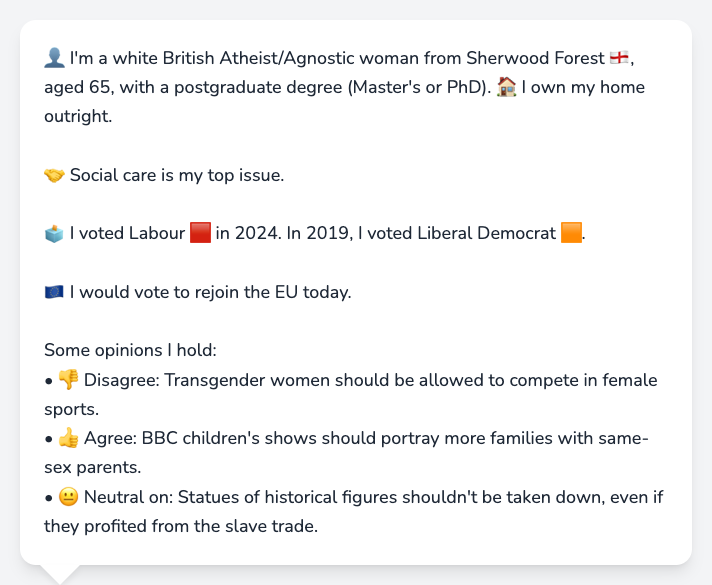 👤 I'm a white British Atheist/Agnostic woman from Sherwood Forest 🏴󠁧󠁢󠁥󠁮󠁧󠁿,
aged 65, with a postgraduate degree (Master's or PhD). 🏠 I own my home
outright.
🤝 Social care is my top issue.
🗳️ I voted Labour 🟥 in 2024. In 2019, I voted Liberal Democrat 🟧.
🇪🇺 I would vote to rejoin the EU today.
Some opinions I hold:
• 👎 Disagree: Transgender women should be allowed to compete in female
sports.
• 👍 Agree: BBC children's shows should portray more families with same-
sex parents.
• 😐 Neutral on: Statues of historical figures shouldn't be taken down, even if
they profited from the slave trade.